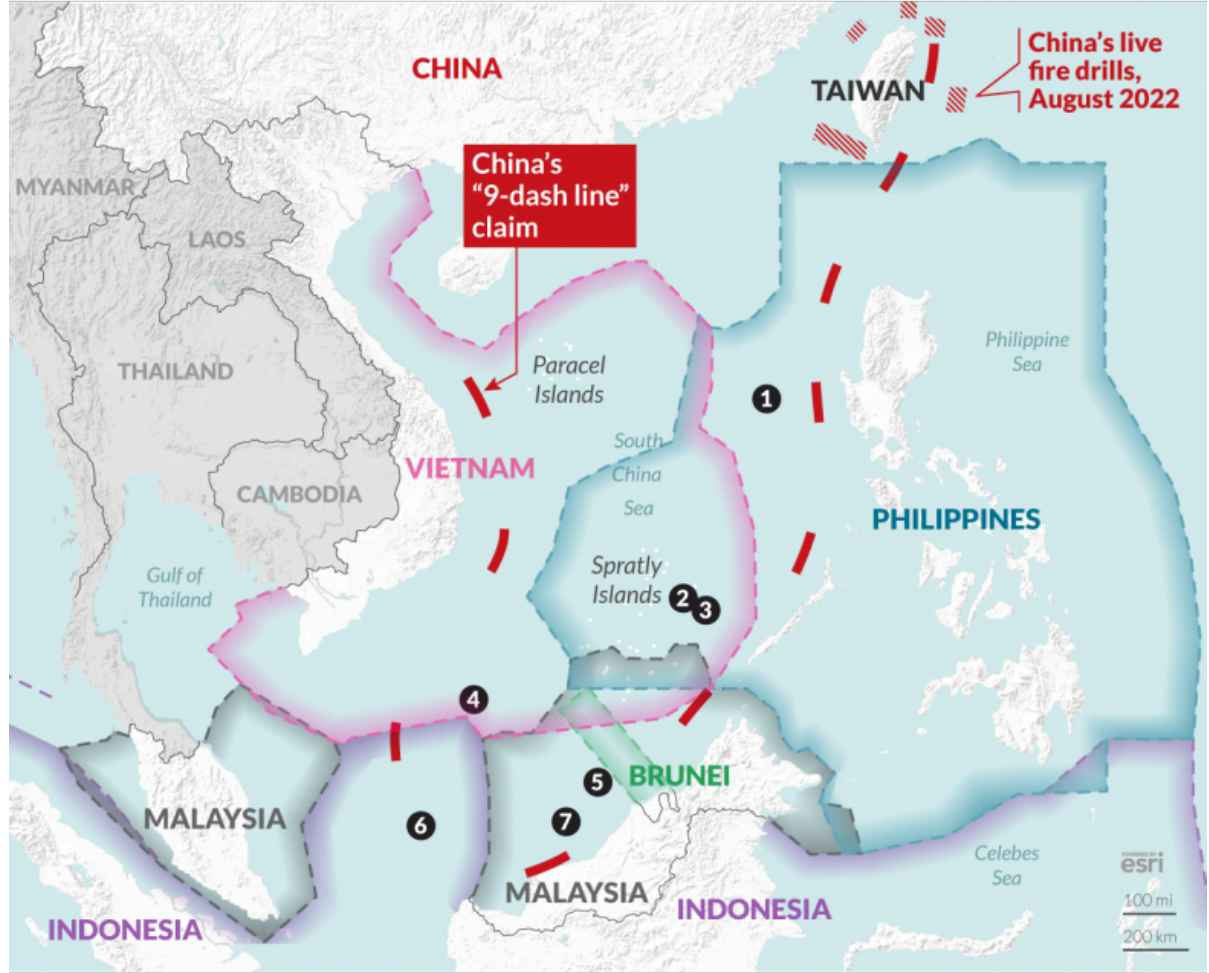 CHINA
TAIWAN
China's live
fire drills,
August 2022
China's
"9-dash line"
claim
MYANMAR
LAOS
THAILAND
Paracel
Islands
Philippine
Sea
1
South
China
Sea
VIETNAM
CAMBODIA
PHILIPPINES
Gulf of
Thailand
Spratly
Islands
2
3
4
BRUNEI
5
MALAYSIA
6
7
Celebes
Sea
POWERED BY
esri
MALAYSIA
INDONESIA
INDONESIA
100 mi
200 km